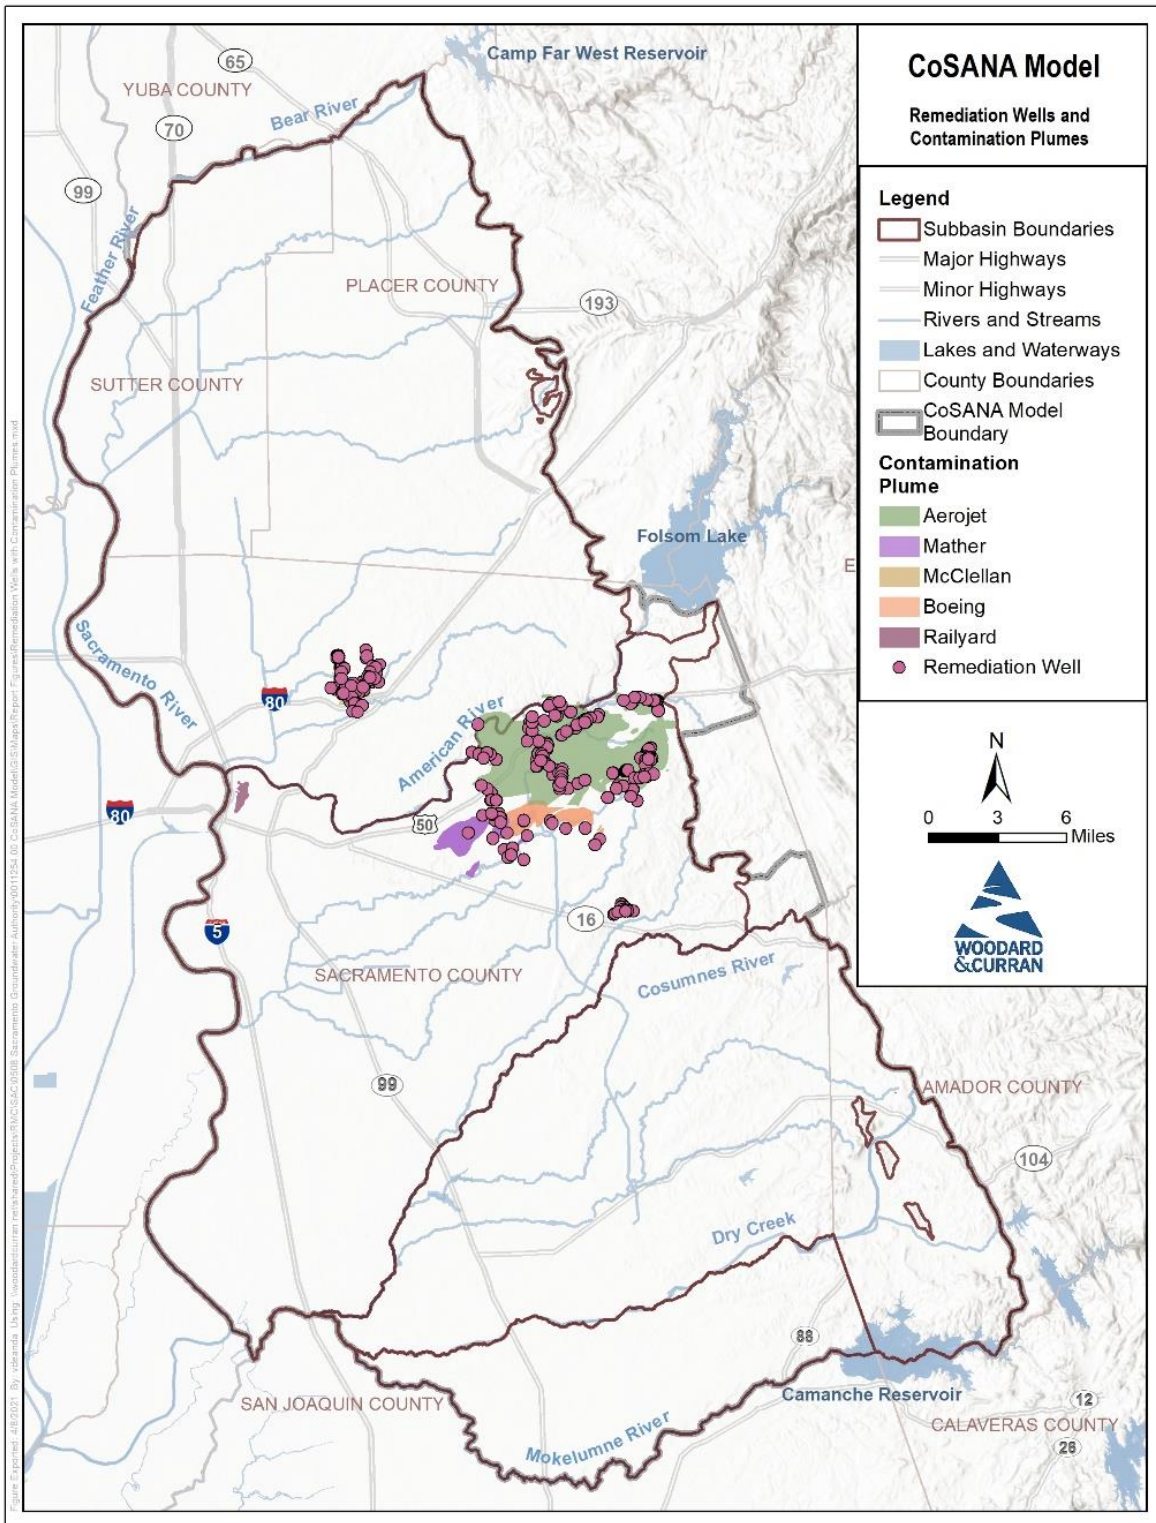 CoSANA Model
Remediation Wells and
Contamination Plumes
Legend
Subbasin Boundaries
Major Highways
Minor Highways
Rivers and Streams
Lakes and Waterways
County Boundaries
CoSANA Model
Boundary
Contamination
Plume
Aerojet
Mather
McClellan
Boeing
Railyard
Remediation Well
N
0 3 6
Miles
WOODARD
&CURRAN
Camp Far West Reservoir
65
YUBA COUNTY
Bear River
70
99
Feather River
PLACER COUNTY
193
SUTTER COUNTY
Folsom Lake
E
Sacramento River
80
American River
80
50
16
5
SACRAMENTO COUNTY
Cosumnes River
99
AMADOR COUNTY
104
Dry Creek
88
Camanche Reservoir
SAN JOAQUIN COUNTY
12
CALAVERAS COUNTY
26
Mokelumne River